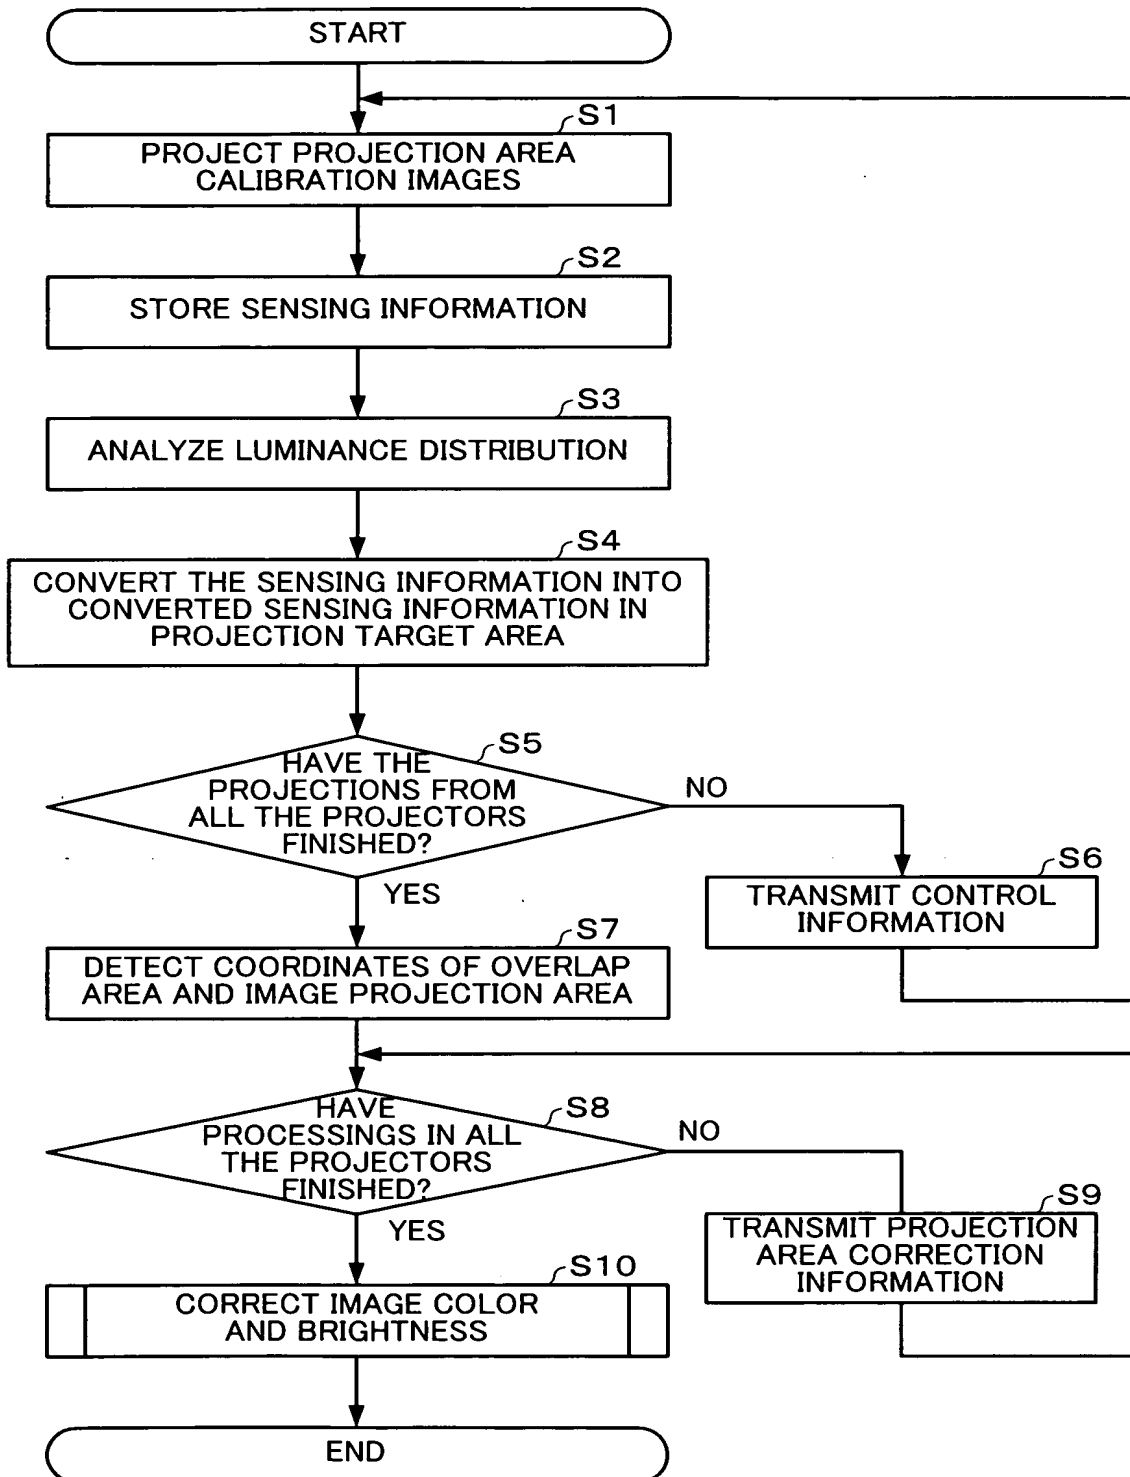 START
S1
PROJECT PROJECTION AREA
CALIBRATION IMAGES
S2
STORE SENSING INFORMATION
S3
ANALYZE LUMINANCE DISTRIBUTION
S4
CONVERT THE SENSING INFORMATION INTO
CONVERTED SENSING INFORMATION IN
PROJECTION TARGET AREA
S5
HAVE THE
PROJECTIONS FROM
ALL THE PROJECTORS
FINISHED?
NO
YES
S6
TRANSMIT CONTROL
INFORMATION
S7
DETECT COORDINATES OF OVERLAP
AREA AND IMAGE PROJECTION AREA
S8
HAVE
PROCESSINGS IN ALL
THE PROJECTORS
FINISHED?
NO
YES
S9
TRANSMIT PROJECTION
AREA CORRECTION
INFORMATION
S10
CORRECT IMAGE COLOR
AND BRIGHTNESS
END